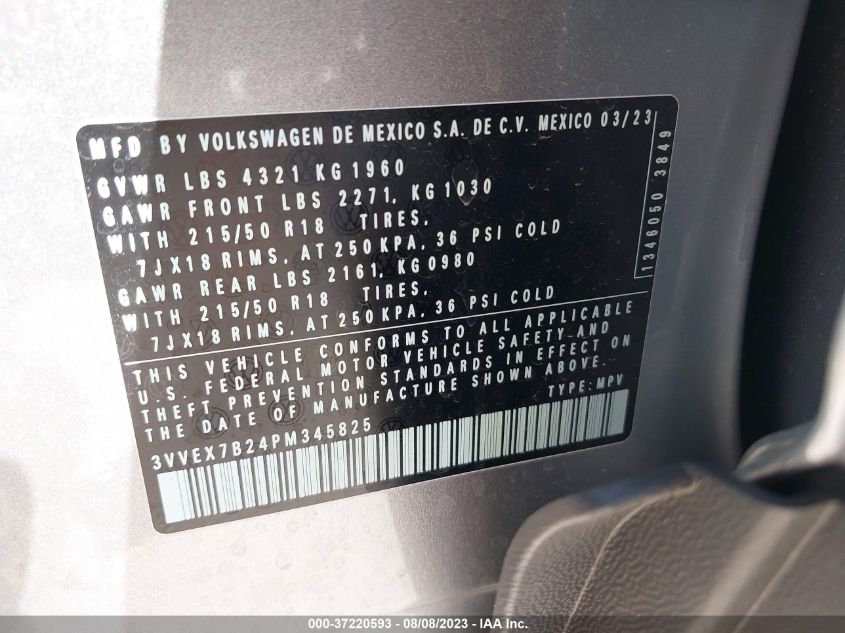 MFD BY VOLKSWAGEN DE MEXICO S.A. DE C.V. MEXICO 03/23
GVWR LBS 4321 KG 1960
GAWR FRONT LBS 2271, KG 1030
WITH 215/50 R18 TIRES,
7JX18 RIMS, AT 250 KPA, 36 PSI COLD
GAWR REAR LBS 2161, KG 0980
WITH 215/50 R18 TIRES,
7JX18 RIMS, AT 250 KPA, 36 PSI COLD
1346050 3849
THIS VEHICLE CONFORMS TO ALL APPLICABLE
U.S. FEDERAL MOTOR VEHICLE SAFETY AND
THEFT PREVENTION STANDARDS IN EFFECT ON
THE DATE OF MANUFACTURE SHOWN ABOVE.
TYPE: MPV
3VVEX7B24PM345825
000-37220593 - 08/08/2023 - IAA Inc.